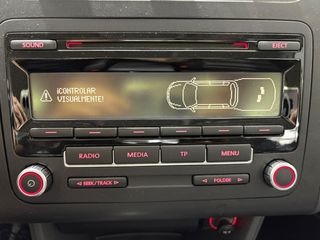 SOUND
EJECT
¡CONTROLAR
VISUALMENTE!
RADIO
MEDIA
TP
MENU
SEEK/TRACK
FOLDER